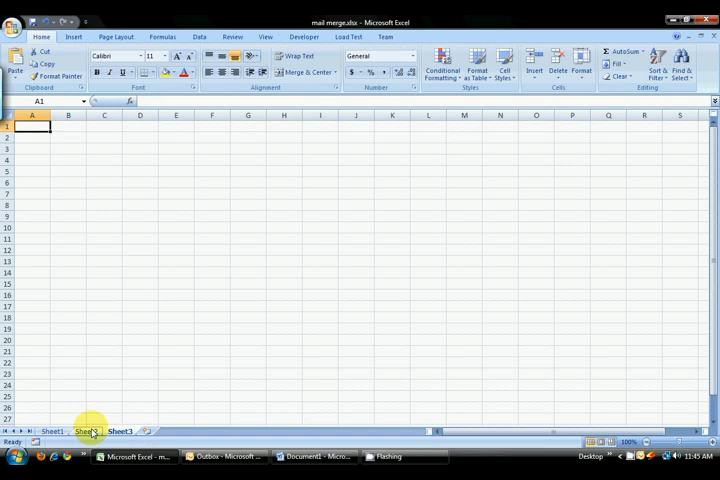 mail merge.xlsx - Microsoft Excel
Home Insert Page Layout Formulas Data Review View Developer Load Test Team
Paste
Cut
Copy
Format Painter
Clipboard
Calibri 11
B I U
Font
Wrap Text
Merge & Center
Alignment
General
$ % ,
Number
Conditional Formatting
Format as Table
Cell Styles
Styles
Insert Delete Format
Cells
AutoSum
Fill
Clear
Sort & Filter
Find & Select
Editing
A1 fx
A B C D E F G H I J K L M N O P Q R S
1
2
3
4
5
6
7
8
9
10
11
12
13
14
15
16
17
18
19
20
21
22
23
24
25
26
27
Sheet1 Sheet3
Ready 100%
Microsoft Excel - m... Outbox - Microsoft ... Document1 - Micro... Flashing Desktop 11:45 AM